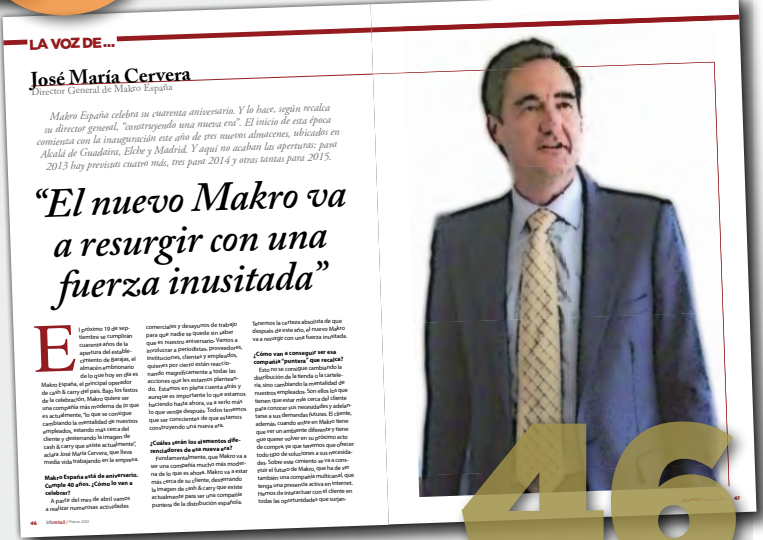 LA VOZ DE...
José María Cervera
Director General de Makro España
Makro España celebra su cuarenta aniversario. Y lo hace, según recalca
su director general, "construyendo una nueva era". El inicio de esta época
comienza con la inauguración este año de tres nuevos almacenes, ubicados en
Alcalá de Guadaira, Elche y Madrid. Y aquí no acaban las aperturas: para
2013 hay previstas cuatro más, tres para 2014 y otras tantas para 2015.
“El nuevo Makro va
a resurgir con una
fuerza inusitada”
El próximo 19 de sep-
tiembre se cumplirán
cuarenta años de la
apertura del estable-
cimiento de Barajas, el
almacén embrionario
de lo que hoy en día es
Makro España, el principal operador
de cash & carry del país. Bajo los fastos
de la celebración, Makro quiere ser
una compañía más moderna de lo que
es actualmente, "lo que se consigue
cambiando la mentalidad de nuestros
empleados, estando más cerca del
cliente y desterrando la imagen de
cash & carry que existe actualmente",
aclara José María Cervera, que lleva
media vida trabajando en la empresa.
Makro España está de aniversario.
Cumple 40 años. ¿Cómo lo van a
celebrar?
A partir del mes de abril vamos
a realizar numerosas actividades
comerciales y desayunos de trabajo
para que nadie se quede sin saber
que es nuestro aniversario. Vamos a
involucrar a periodistas, proveedores,
instituciones, clientes y empleados,
quienes por cierto están reaccio-
nando magníficamente a todas las
acciones que les estamos plantean-
do. Estamos en plena cuenta atrás y
aunque es importante lo que estamos
haciendo hasta ahora, va a serlo más
lo que venga después. Todos tenemos
que ser conscientes de que estamos
construyendo una nueva era.
¿Cuáles serán los elementos dife-
renciadores de esa nueva era?
Fundamentalmente, que Makro va a
ser una compañía mucho más moder-
na de lo que es ahora. Makro va a estar
más cerca de su cliente, desterrando
la imagen de cash & carry que existe
actualmente para ser una compañía
puntera de la distribución española.
Tenemos la certeza absoluta de que
después de este año, el nuevo Makro
va a resurgir con una fuerza inusitada.
¿Cómo van a conseguir ser esa
compañía "puntera" que recalca?
Esto no se consigue cambiando la
distribución de la tienda o la cartele-
ría, sino cambiando la mentalidad de
nuestros empleados. Son ellos los que
tienen que estar más cerca del cliente
para conocer sus necesidades y adelan-
tarse a sus demandas futuras. El cliente,
además, cuando entre en Makro tiene
que ver un ambiente diferente y tiene
que querer volver en su próximo acto
de compra, ya que tenemos que ofrecer
todo tipo de soluciones a sus necesida-
des. Sobre este cimiento se va a cons-
truir el futuro de Makro, que ha de ser
también una compañía multicanal, que
tenga una presencia activa en internet.
Hemos de interactuar con el cliente en
todas las oportunidades que surjan
46 infoRetail / Marzo 2012
47
46